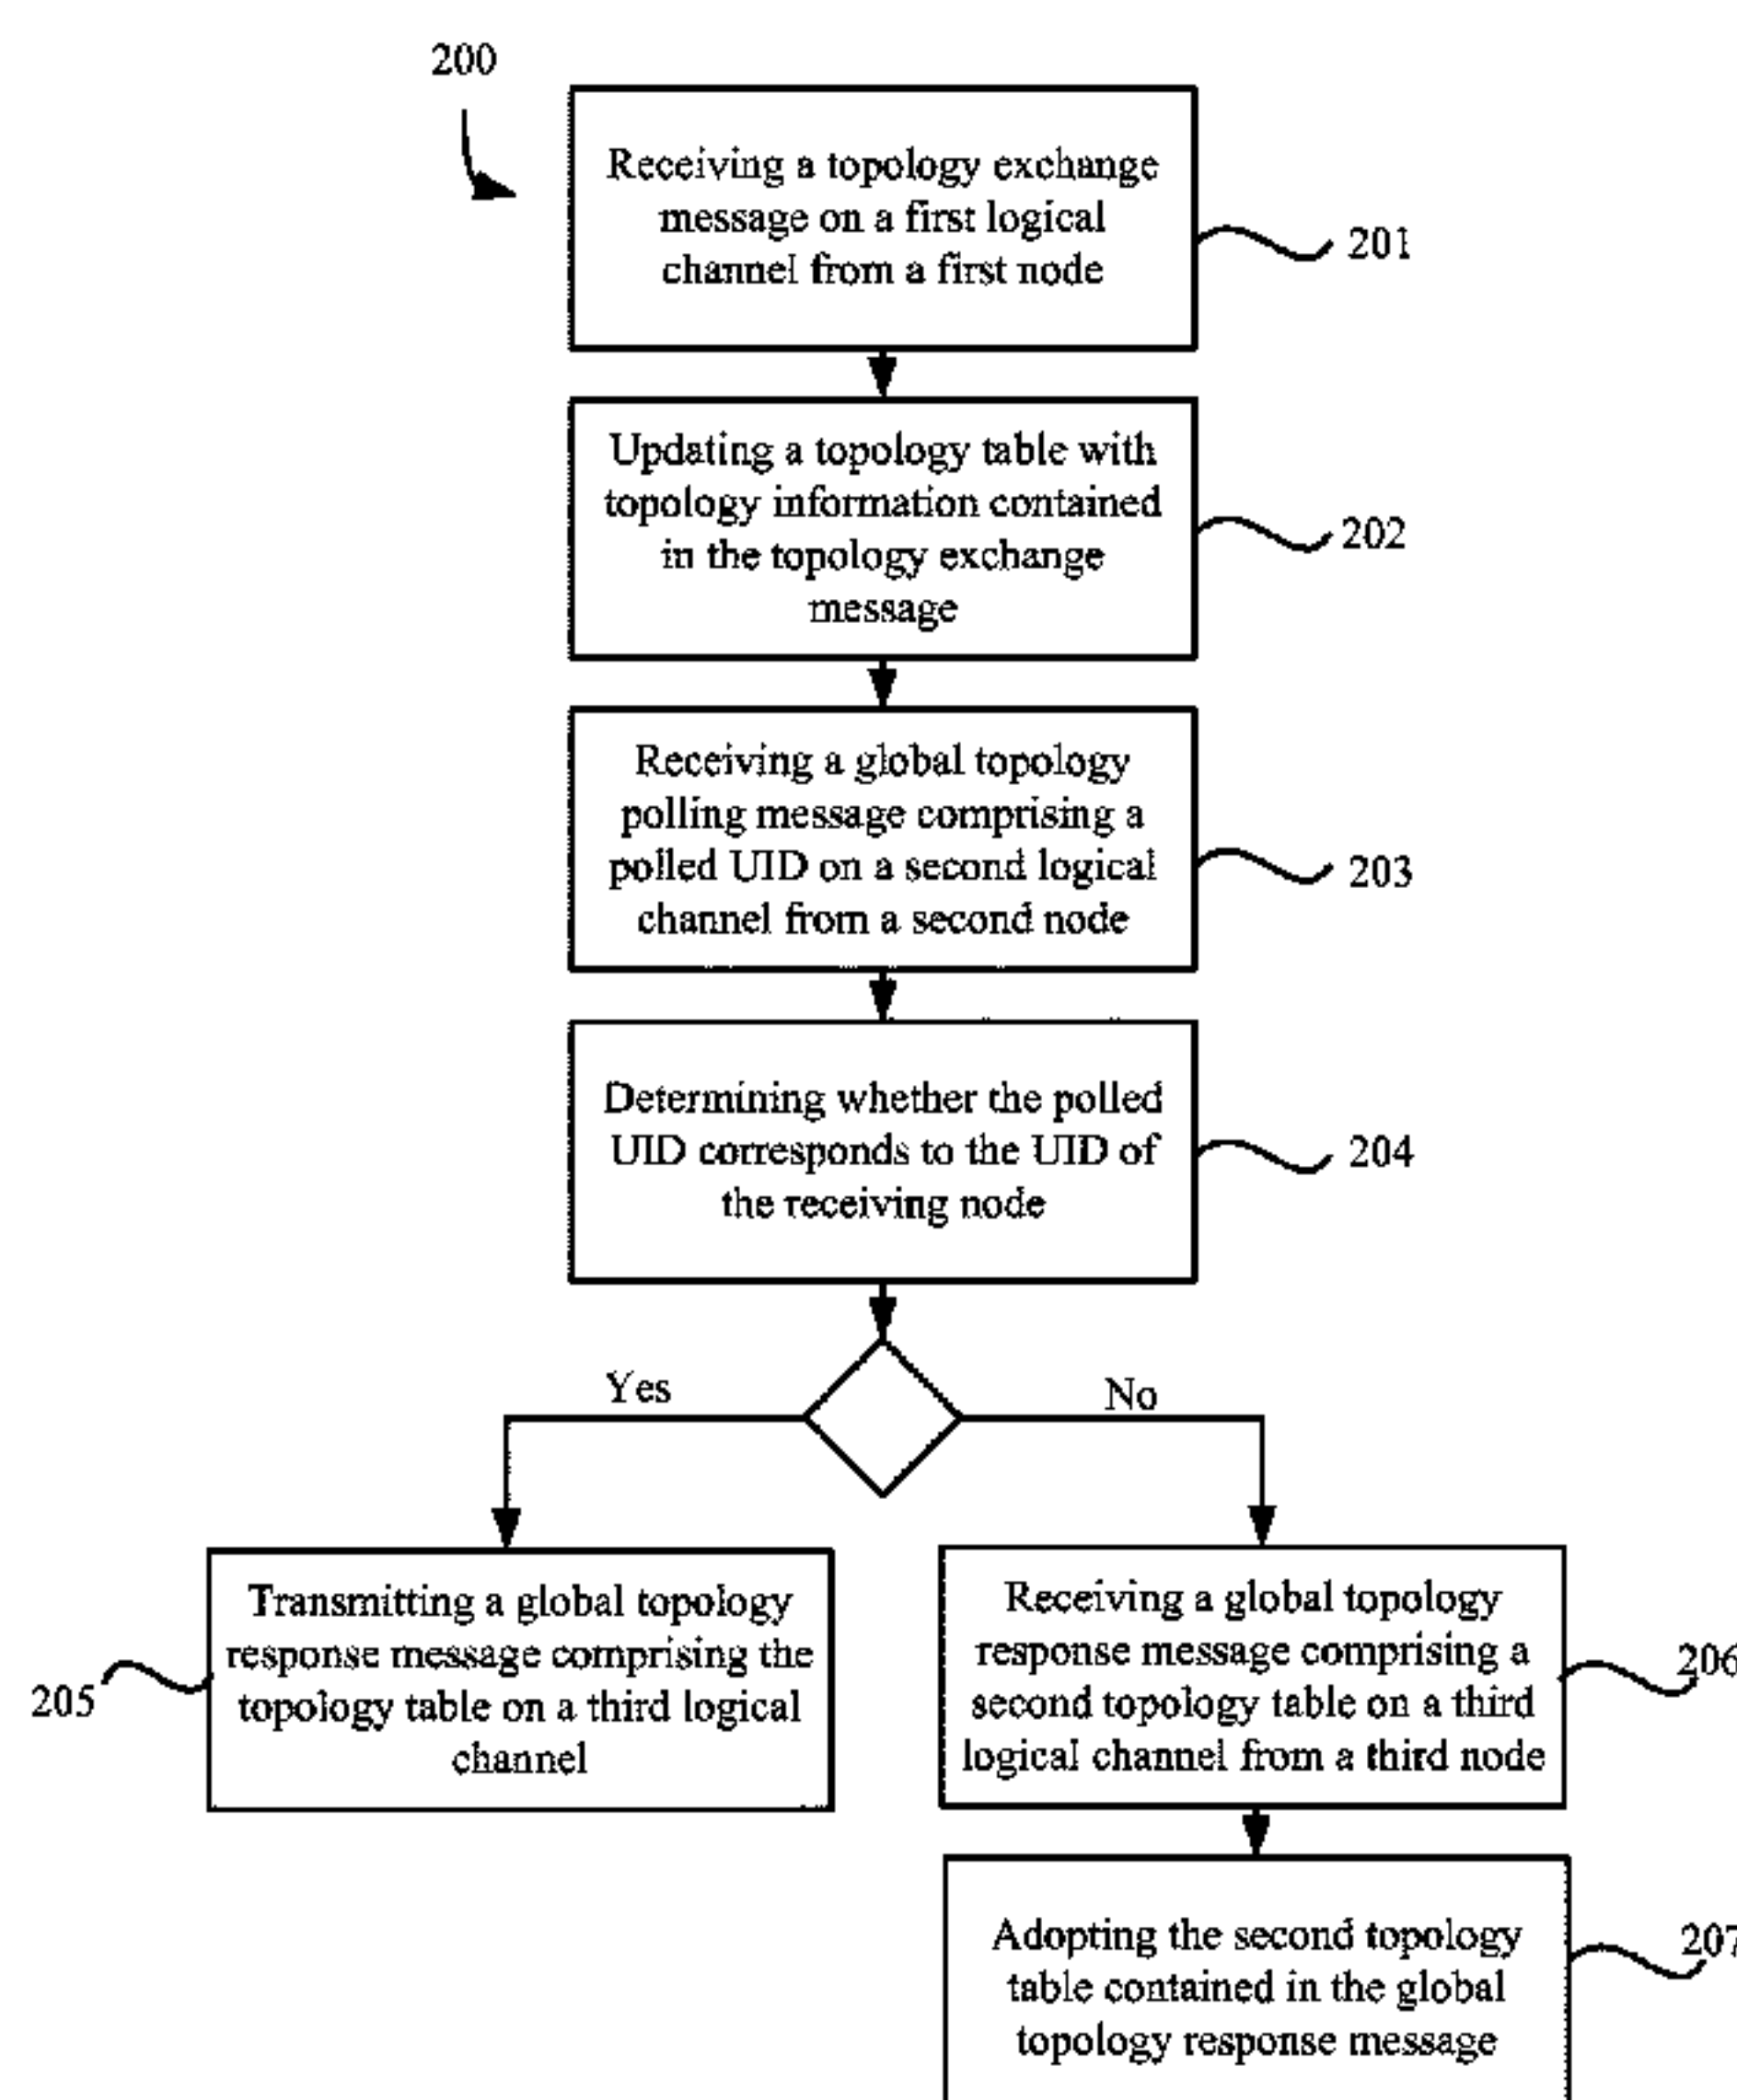 200
Receiving a topology exchange
message on a first logical
channel from a first node
201
Updating a topology table with
topology information contained
in the topology exchange
message
202
Receiving a global topology
polling message comprising a
polled UID on a second logical
channel from a second node
203
Determining whether the polled
UID corresponds to the UID of
the receiving node
204
Yes
No
Transmitting a global topology
response message comprising the
topology table on a third logical
channel
205
Receiving a global topology
response message comprising a
second topology table on a third
logical channel from a third node
206
Adopting the second topology
table contained in the global
topology response message
207